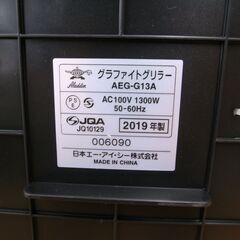 Aladdin
グラファイトグリラー
AEG-G13A
PS
E
AC100V 1300W
50-60Hz
JQA
JQ10129
2019年製
006090
日本エー・アイ・シー株式会社
MADE IN CHINA